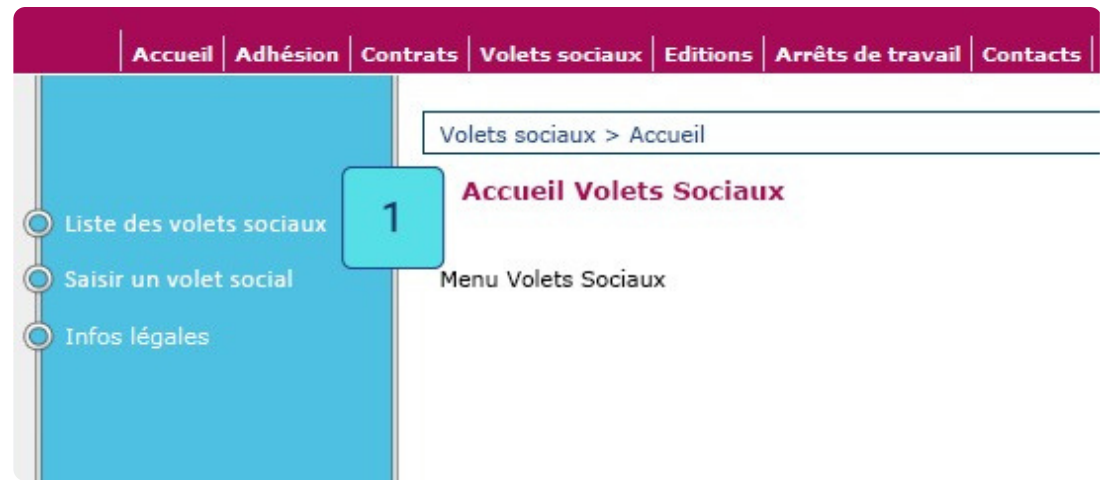 Accueil Adhésion Contrats Volets sociaux Editions Arrêts de travail Contacts
Volets sociaux > Accueil
Accueil Volets Sociaux
Liste des volets sociaux
1
Saisir un volet social
Menu Volets Sociaux
Infos légales